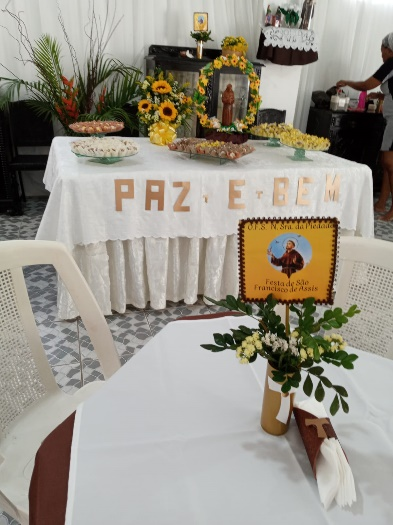 PAZ E BEM
O.F.S. N. Sra. da Piedade
Festa de São
Francisco de Assis